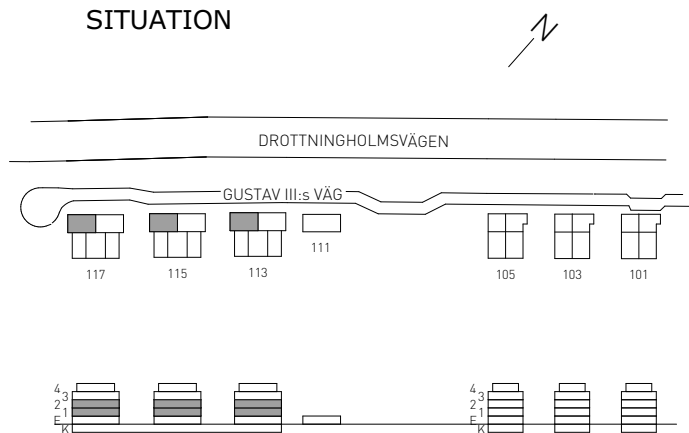 SITUATION
N
DROTTNINGHOLMSVÄGEN
GUSTAV III:s VÄG
117
115
113
111
105
103
101
4
3
2
1
E
K
4
3
2
1
E
K